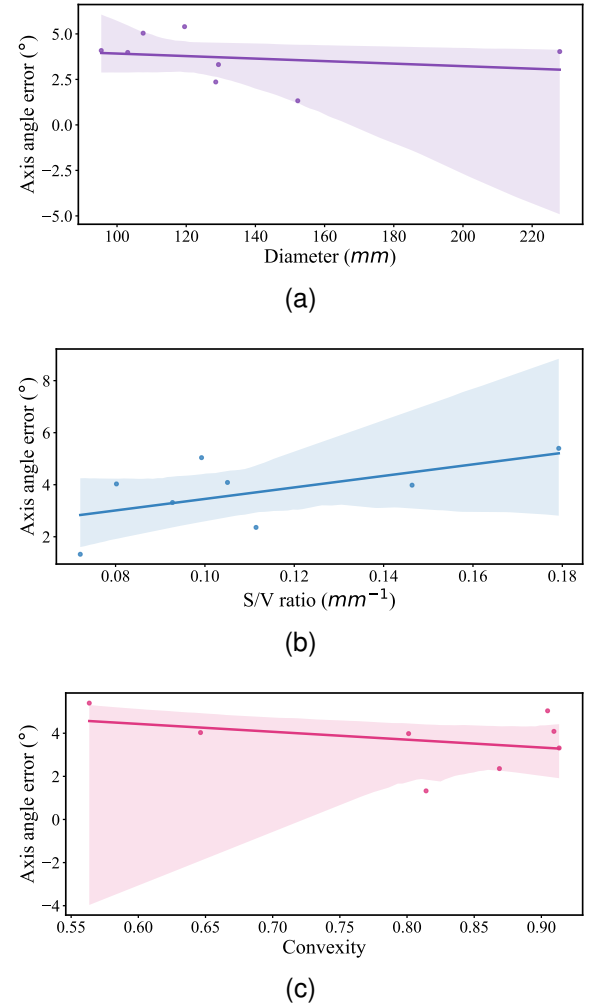 5.0
2.5
0.0
−2.5
−5.0
Axis angle error (°)
100 120 140 160 180 200 220
Diameter (mm)
(a)
8
6
4
2
Axis angle error (°)
0.08 0.10 0.12 0.14 0.16 0.18
S/V ratio (mm⁻¹)
(b)
4
2
0
−2
−4
Axis angle error (°)
0.55 0.60 0.65 0.70 0.75 0.80 0.85 0.90
Convexity
(c)